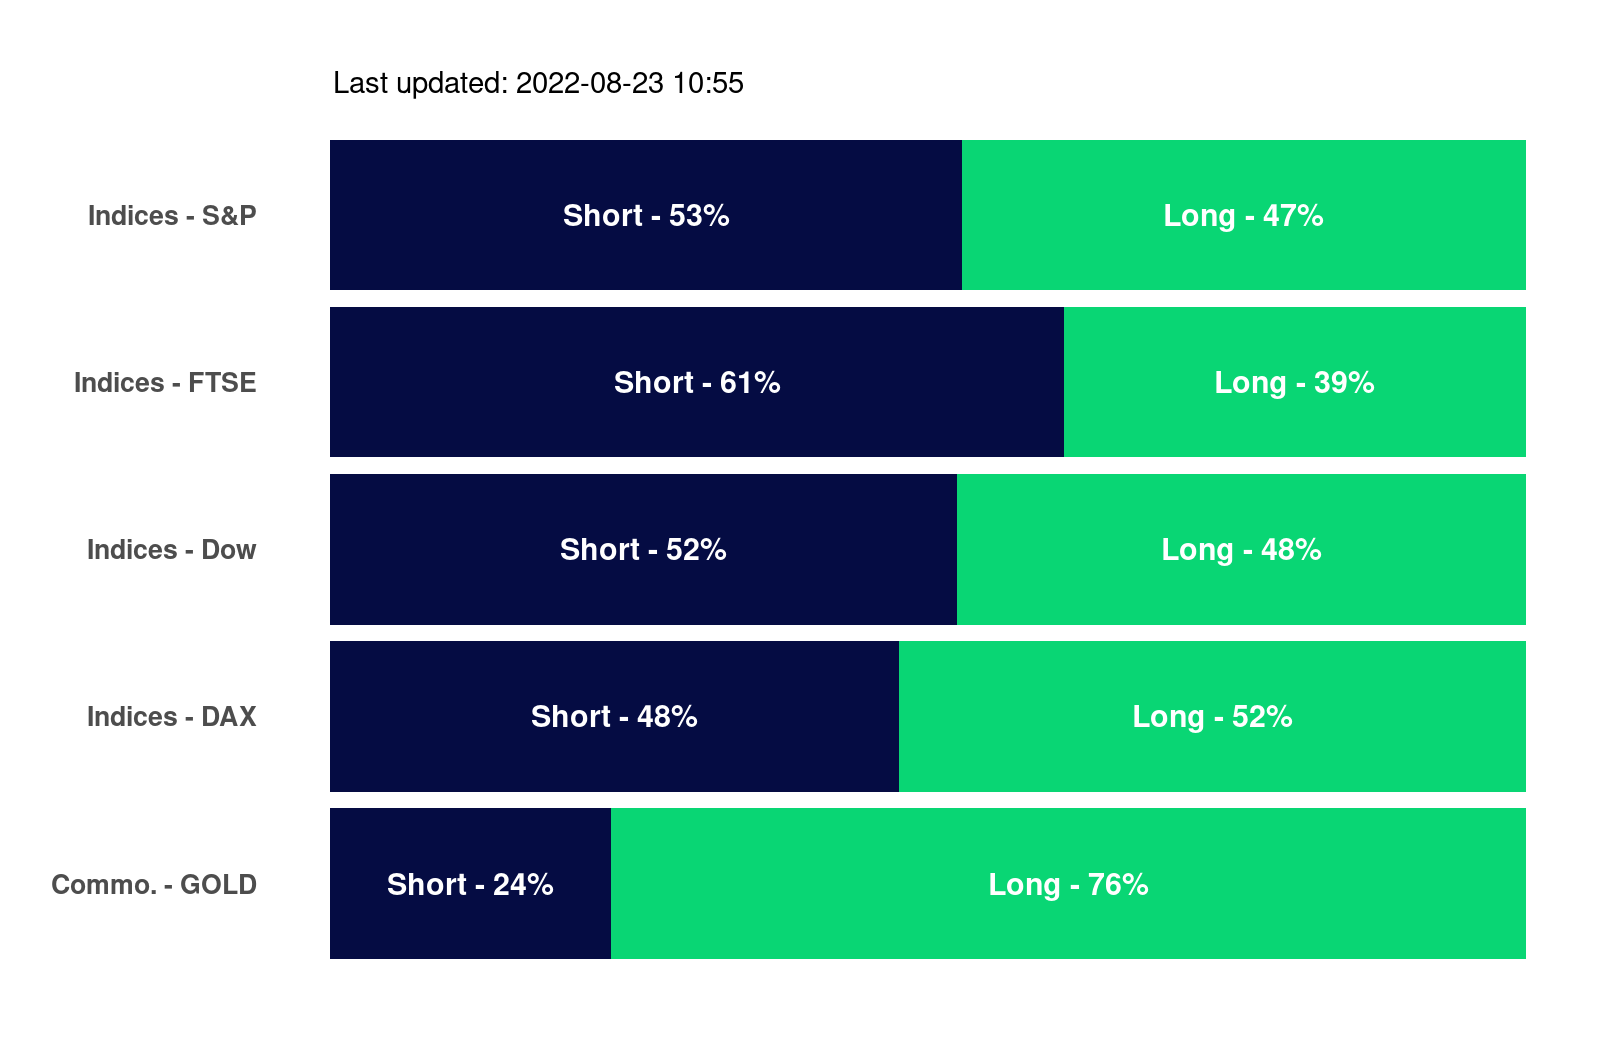 Last updated: 2022-08-23 10:55
Indices - S&P Short - 53% Long - 47%
Indices - FTSE Short - 61% Long - 39%
Indices - Dow Short - 52% Long - 48%
Indices - DAX Short - 48% Long - 52%
Commo. - GOLD Short - 24% Long - 76%